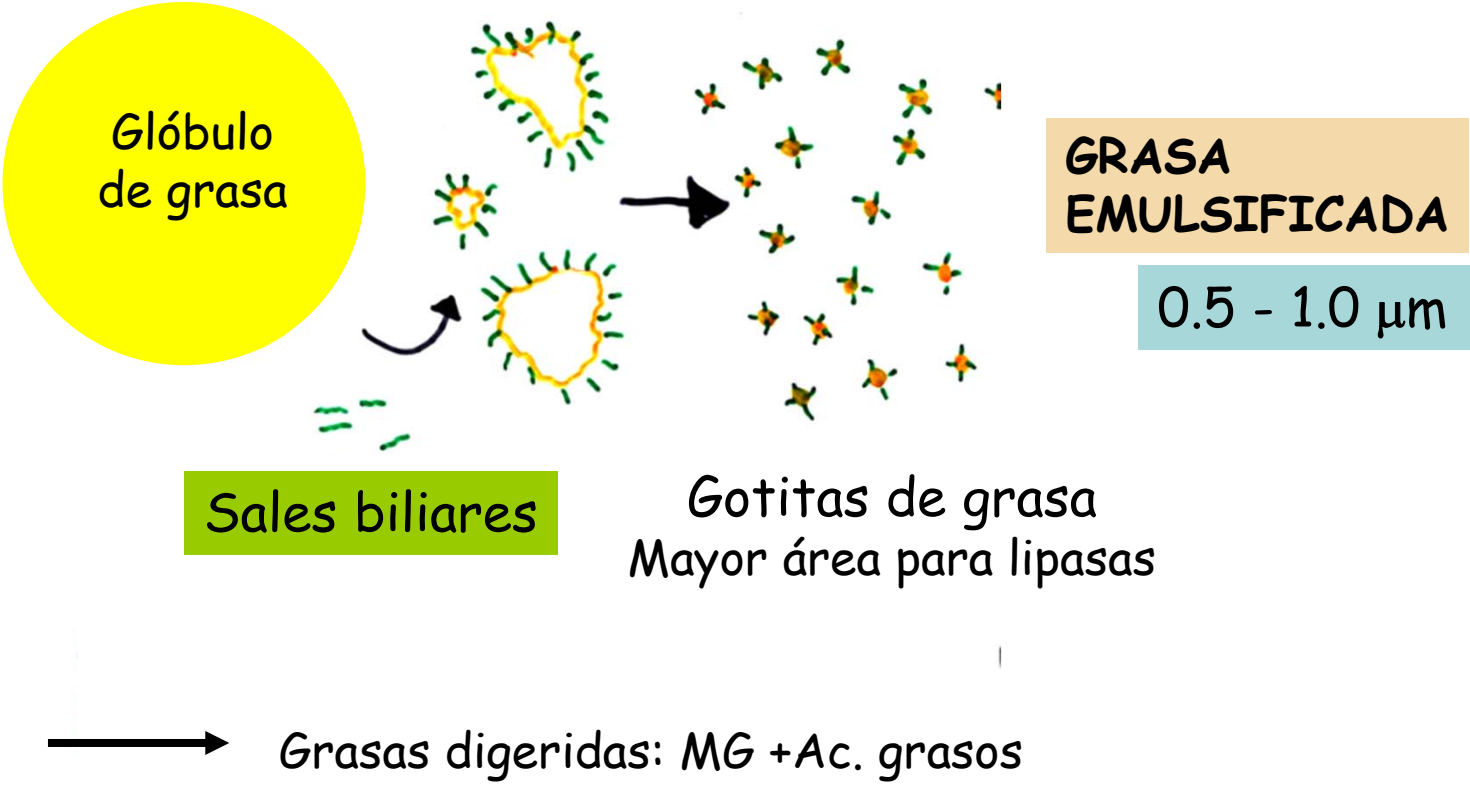 Glóbulo
de grasa
GRASA
EMULSIFICADA
0.5 - 1.0 μm
Sales biliares
Gotitas de grasa
Mayor área para lipasas
Grasas digeridas: MG +Ac. grasos